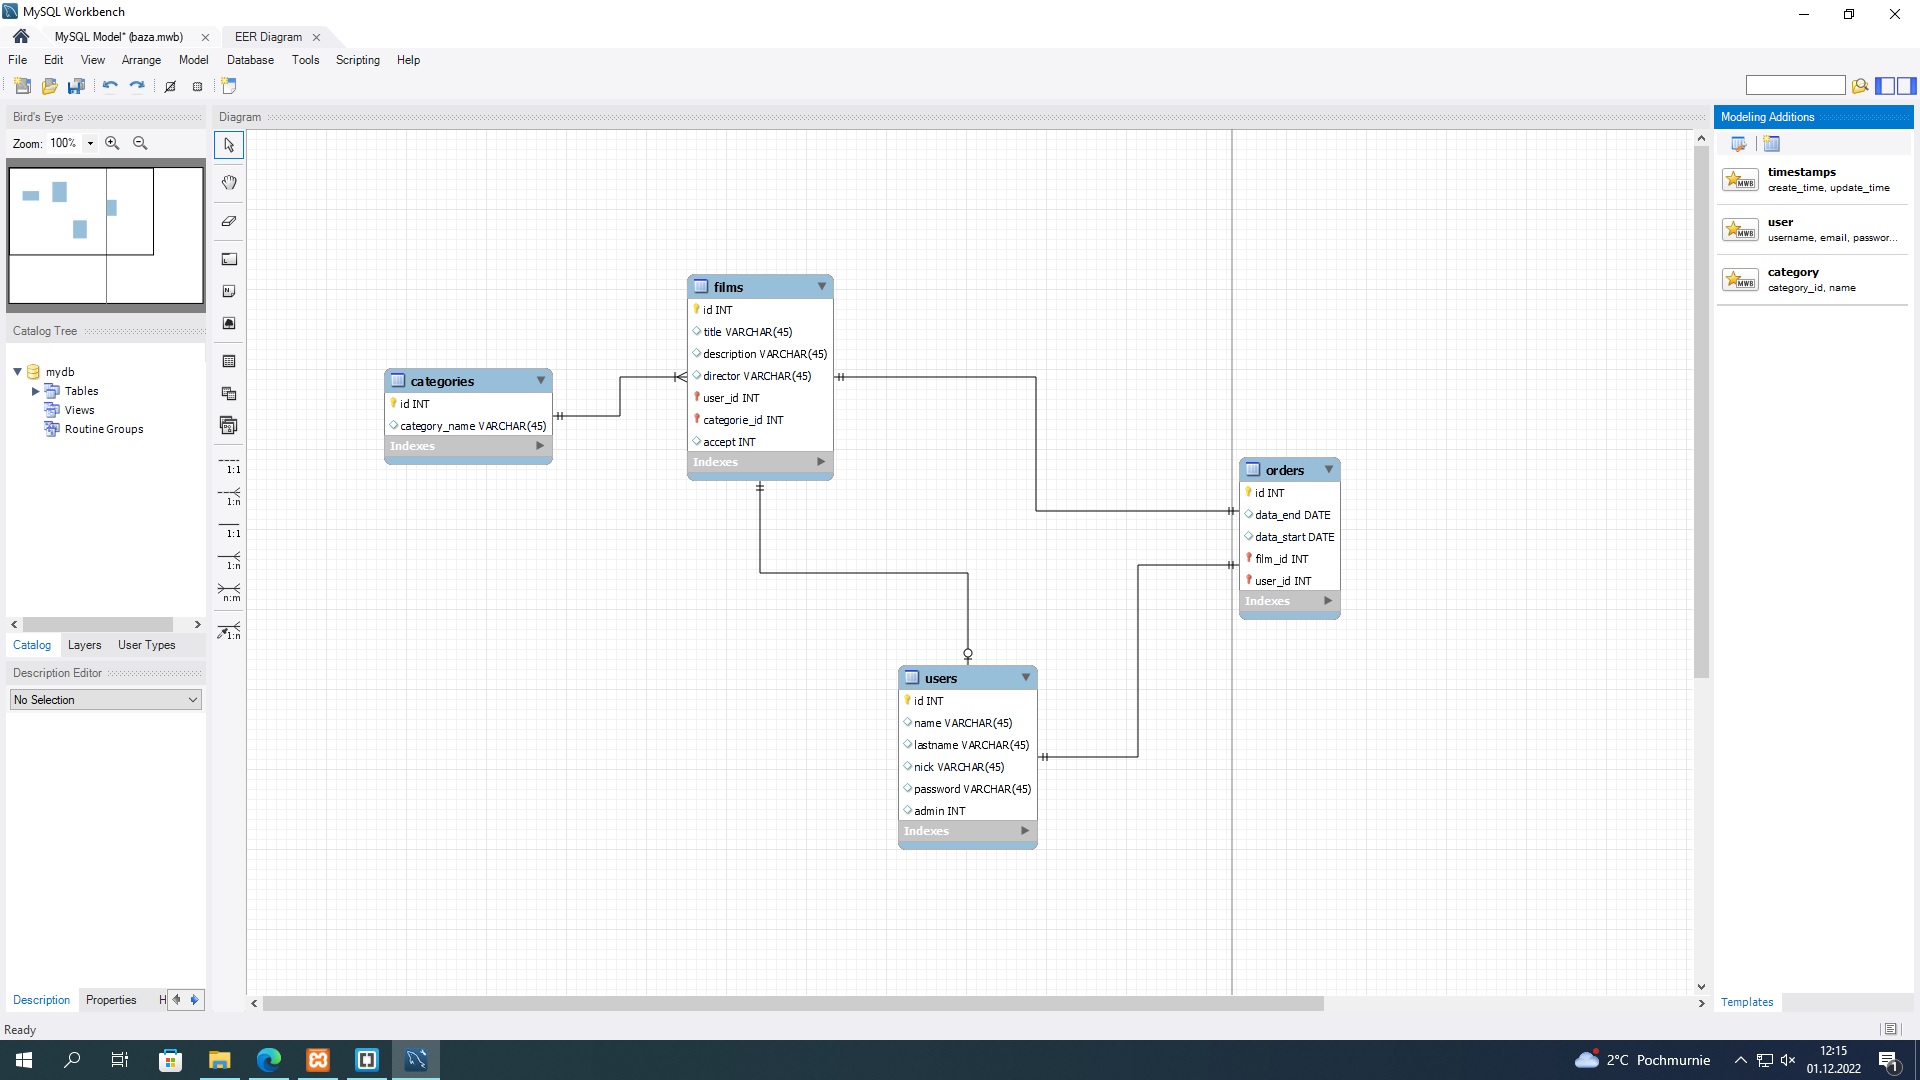 MySQL Workbench
MySQL Model* (baza.mwb)
EER Diagram
File Edit View Arrange Model Database Tools Scripting Help
Bird's Eye
Zoom: 100%
Catalog Tree
mydb
Tables
Views
Routine Groups
Catalog Layers User Types
Description Editor
No Selection
Description Properties H
Ready
Diagram
1:1
1:n
1:1
1:n
n:m
1:n
categories
id INT
category_name VARCHAR(45)
Indexes
films
id INT
title VARCHAR(45)
description VARCHAR(45)
director VARCHAR(45)
user_id INT
categorie_id INT
accept INT
Indexes
orders
id INT
data_end DATE
data_start DATE
film_id INT
user_id INT
Indexes
users
id INT
name VARCHAR(45)
lastname VARCHAR(45)
nick VARCHAR(45)
password VARCHAR(45)
admin INT
Indexes
Modeling Additions
MWB
timestamps
create_time, update_time
MWB
user
username, email, passwor...
MWB
category
category_id, name
Templates
2°C Pochmurnie
12:15
01.12.2022
1